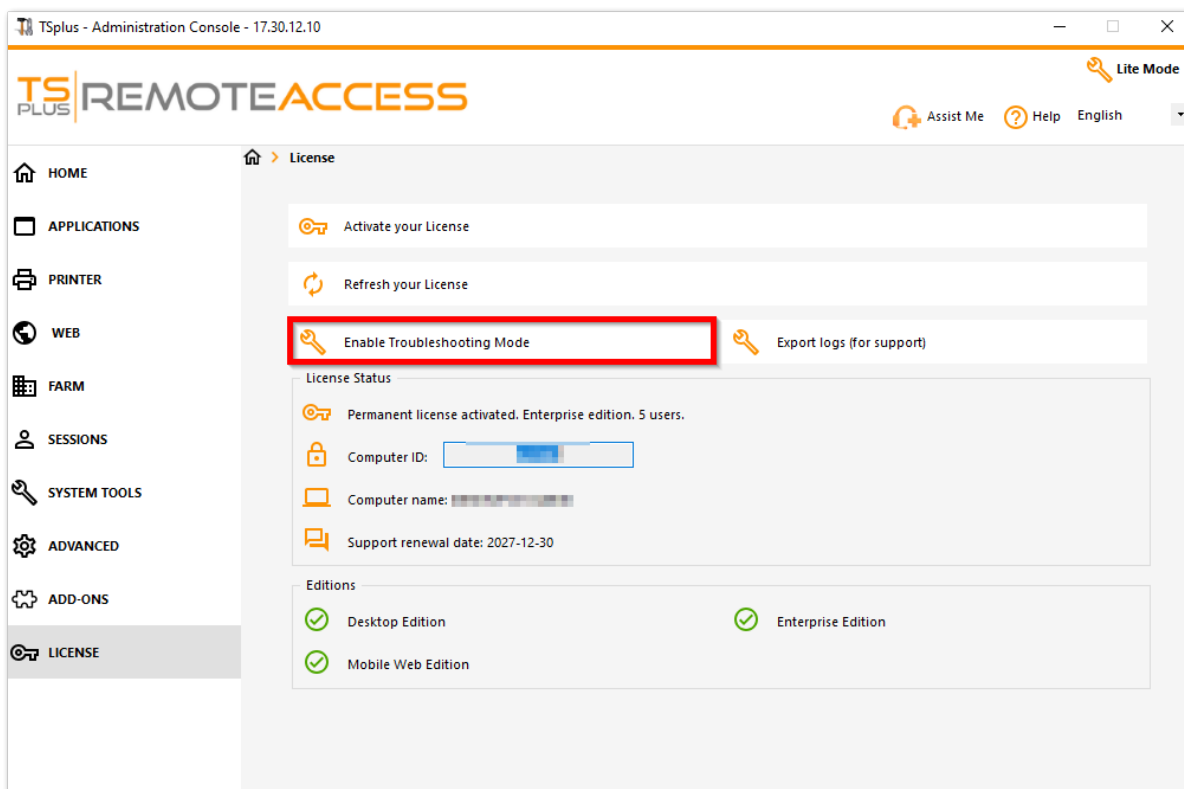 TSplus - Administration Console - 17.30.12.10
Lite Mode
TS PLUS REMOTEACCESS
Assist Me Help English
License
HOME
APPLICATIONS
PRINTER
WEB
FARM
SESSIONS
SYSTEM TOOLS
ADVANCED
ADD-ONS
LICENSE
Activate your License
Refresh your License
Enable Troubleshooting Mode Export logs (for support)
License Status
Permanent license activated. Enterprise edition. 5 users.
Computer ID:
Computer name:
Support renewal date: 2027-12-30
Editions
Desktop Edition Enterprise Edition
Mobile Web Edition